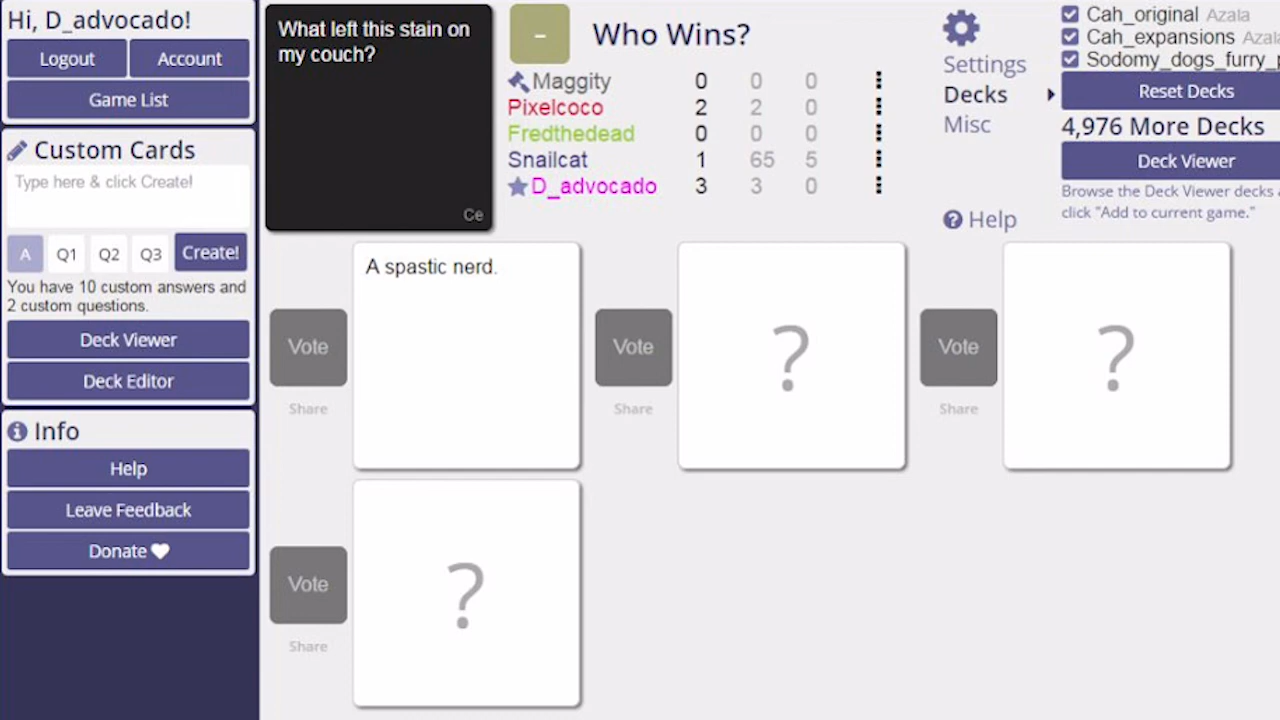 Hi, D_advocado!
Logout
Account
Game List
Custom Cards
Type here & click Create!
A
Q1
Q2
Q3
Create!
You have 10 custom answers and
2 custom questions.
Deck Viewer
Deck Editor
Info
Help
Leave Feedback
Donate
What left this stain on
my couch?
Ce
-
Who Wins?
Maggity 0 0 0
Pixelcoco 2 2 0
Fredthedead 0 0 0
Snailcat 1 65 5
D_advocado 3 3 0
Settings
Decks
Misc
Help
Cah_original Azala
Cah_expansions Azala
Sodomy_dogs_furry_p
Reset Decks
4,976 More Decks
Deck Viewer
Browse the Deck Viewer decks
click "Add to current game."
Vote
Share
A spastic nerd.
Vote
Share
?
Vote
Share
?
Vote
Share
?